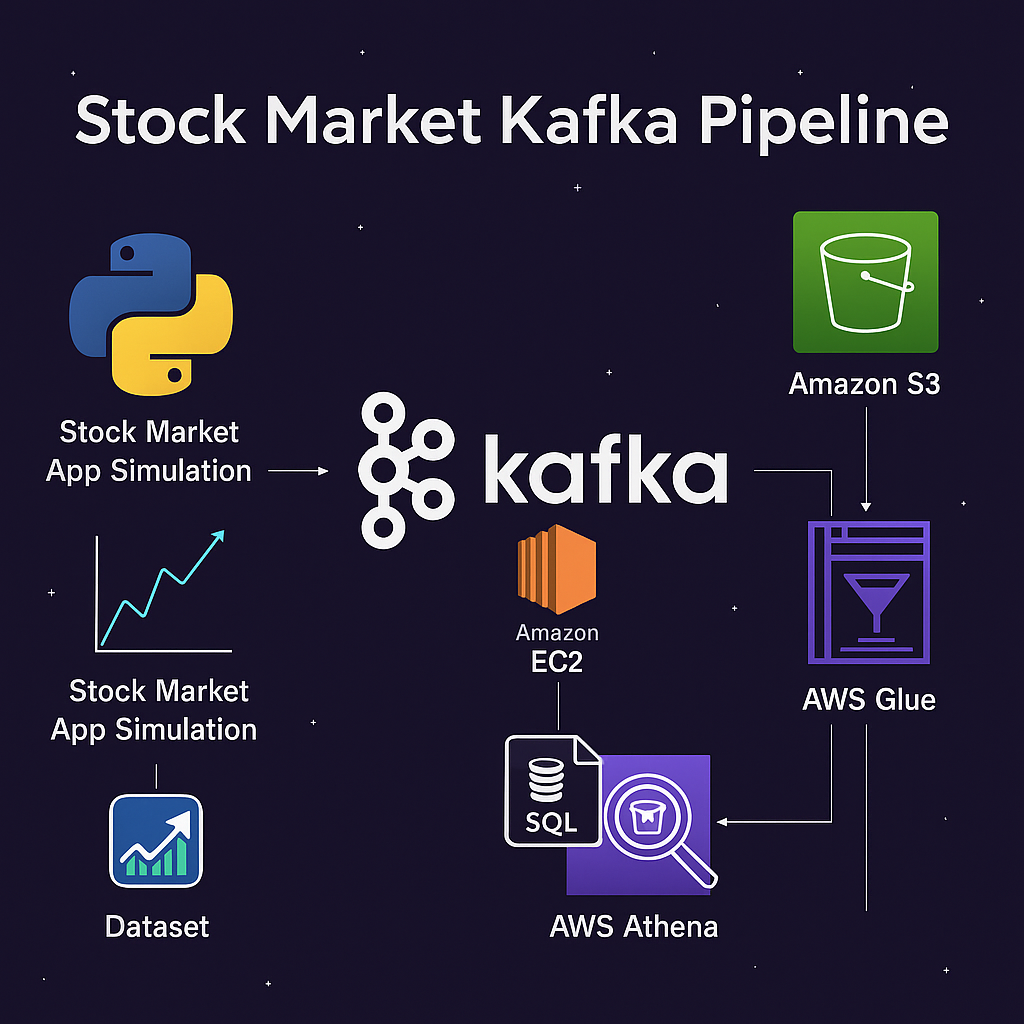 Stock Market Kafka Pipeline
Stock Market
App Simulation
kafka
Amazon S3
Amazon
EC2
Stock Market
App Simulation
AWS Glue
SQL
Dataset
AWS Athena